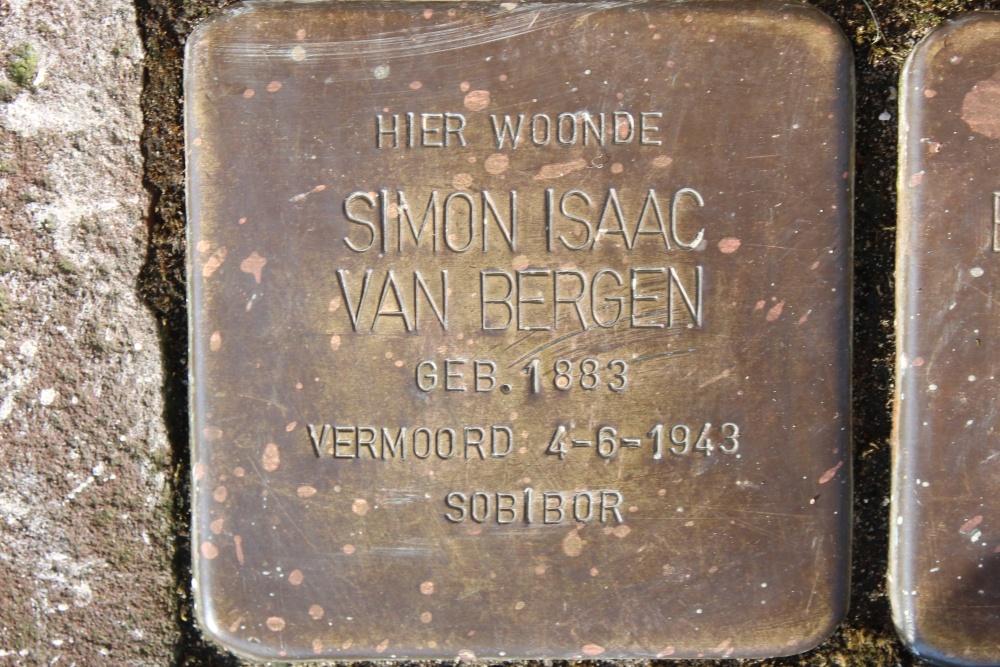 HIER WOONDE
SIMON ISAAC
VAN BERGEN
GEB. 1883
VERMOORD 4-6-1943
SOBIBOR